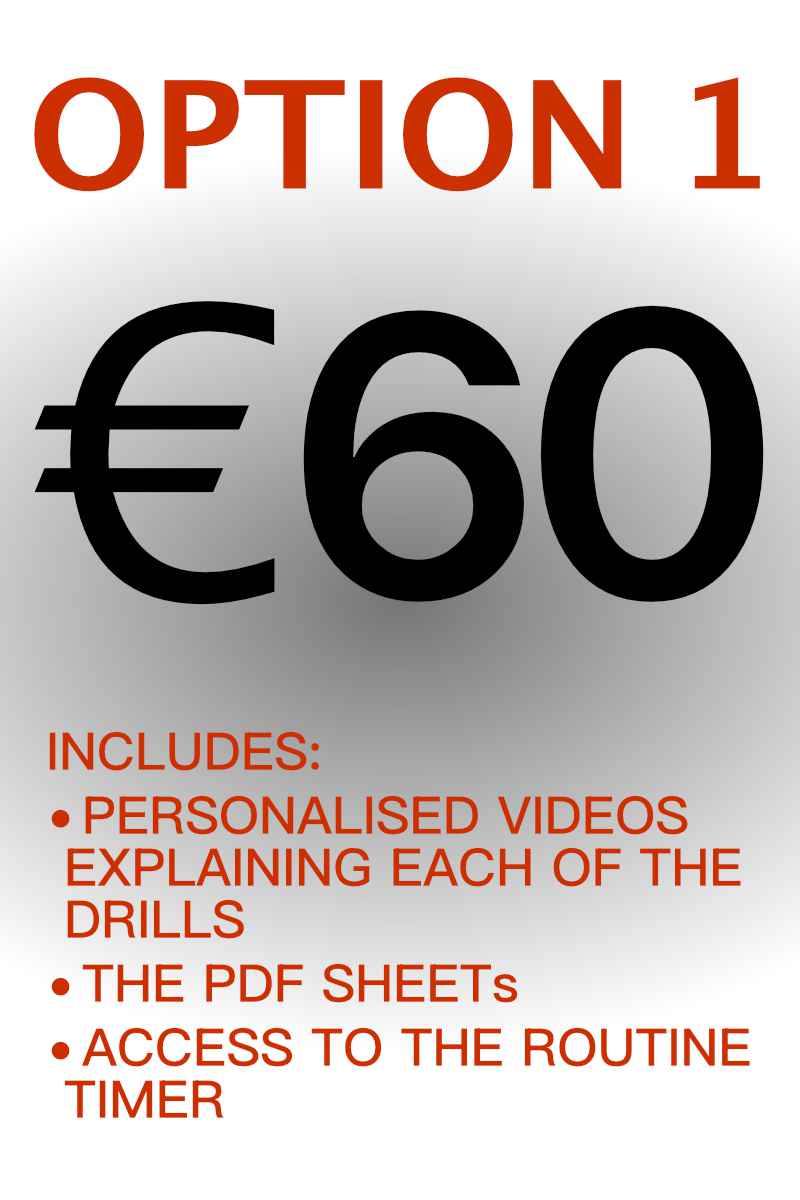 OPTION 1
€60
INCLUDES:
• PERSONALISED VIDEOS
EXPLAINING EACH OF THE
DRILLS
• THE PDF SHEETs
• ACCESS TO THE ROUTINE
TIMER